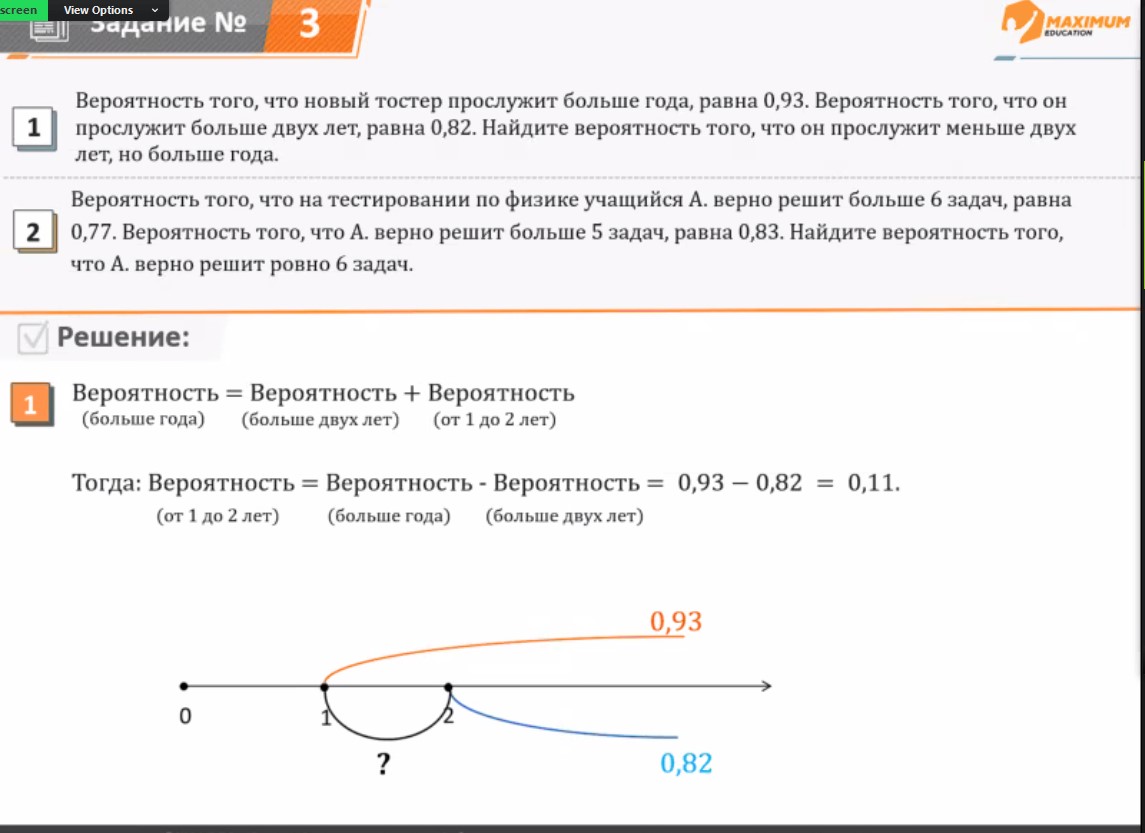 screen View Options
Задание № 3
MAXIMUM
EDUCATION
1
Вероятность того, что новый тостер прослужит больше года, равна 0,93. Вероятность того, что он
прослужит больше двух лет, равна 0,82. Найдите вероятность того, что он прослужит меньше двух
лет, но больше года.
2
Вероятность того, что на тестировании по физике учащийся А. верно решит больше 6 задач, равна
0,77. Вероятность того, что А. верно решит больше 5 задач, равна 0,83. Найдите вероятность того,
что А. верно решит ровно 6 задач.
Решение:
1
Вероятность = Вероятность + Вероятность
(больше года) (больше двух лет) (от 1 до 2 лет)
Тогда: Вероятность = Вероятность - Вероятность = 0,93 − 0,82 = 0,11.
(от 1 до 2 лет) (больше года) (больше двух лет)
0,93
0 1 2
? 0,82